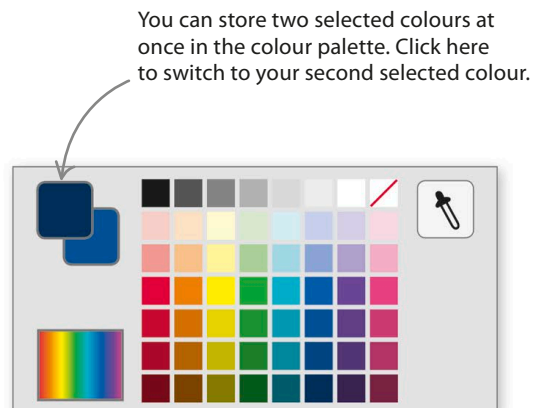 You can store two selected colours at
once in the colour palette. Click here
to switch to your second selected colour.